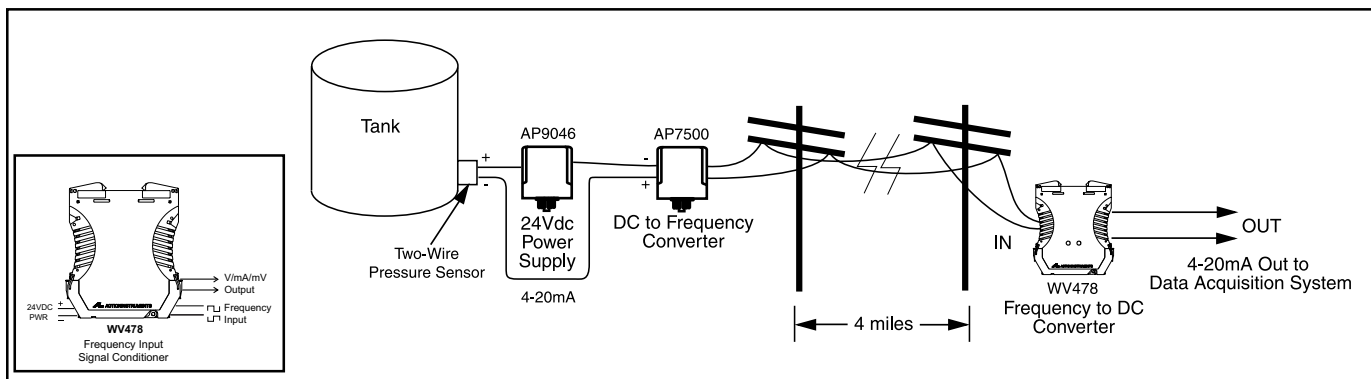 Tank
+
-
Two-Wire
Pressure Sensor
AP9046
24Vdc
Power
Supply
4-20mA
AP7500
-
+
DC to Frequency
Converter
4 miles
IN
WV478
Frequency to DC
Converter
OUT
4-20mA Out to
Data Acquisition System
V/mA/mV
Output
Frequency
Input
24VDC
PWR
+
–
ACTION INSTRUMENTS
WV478
Frequency Input
Signal Conditioner